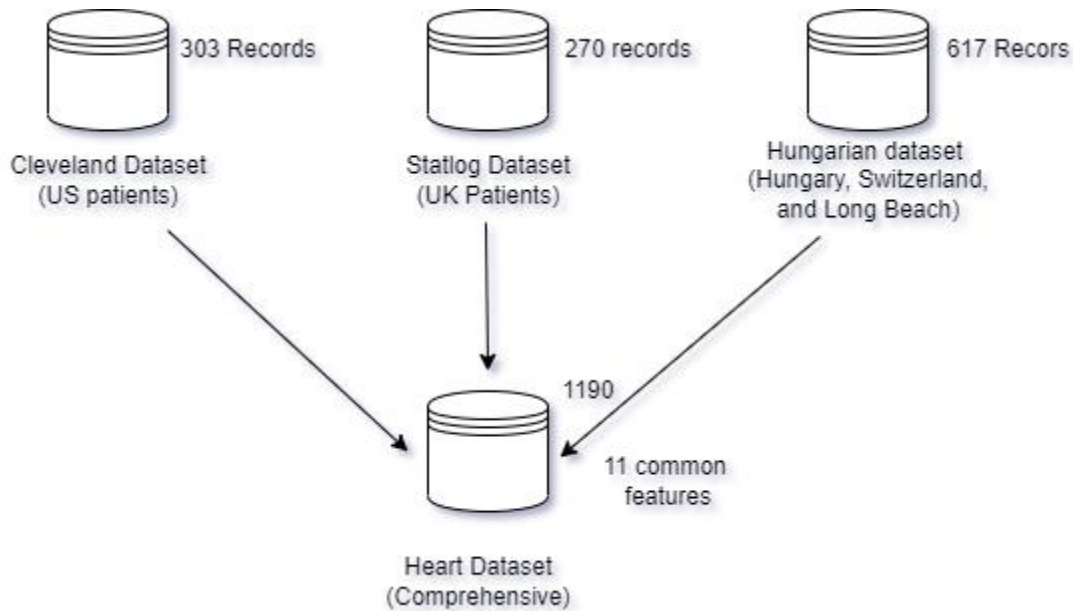 303 Records
270 records
617 Recors
Cleveland Dataset
(US patients)
Statlog Dataset
(UK Patients)
Hungarian dataset
(Hungary, Switzerland,
and Long Beach)
1190
11 common
features
Heart Dataset
(Comprehensive)